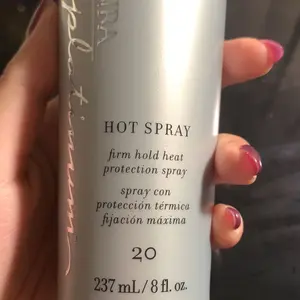 platinum
HOT SPRAY
firm hold heat
protection spray
spray con
protección térmica
fijación máxima
20
237 mL/8 fl. oz.